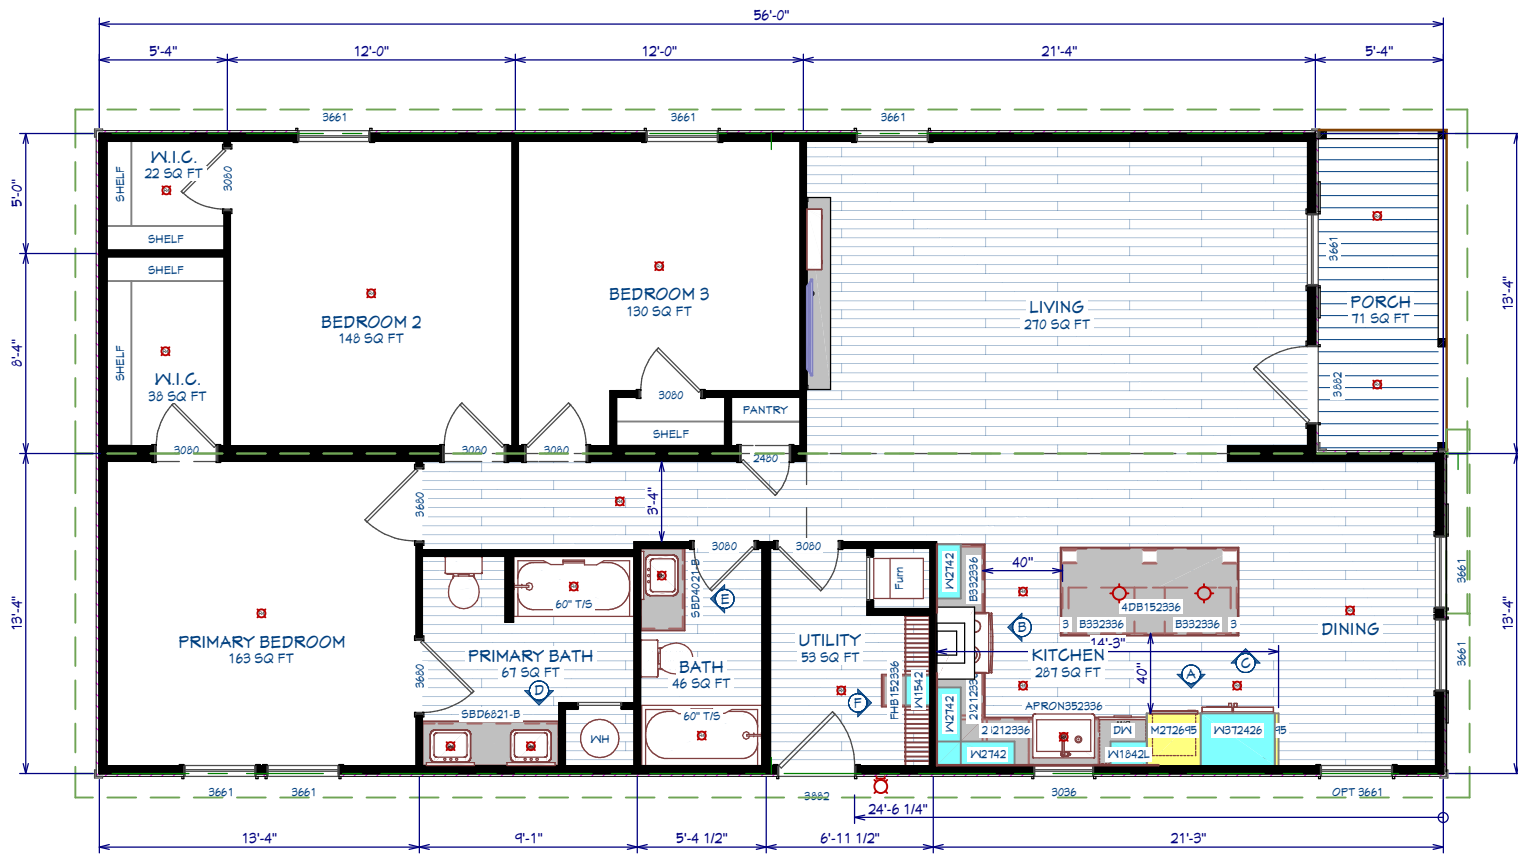 56'-0"
5'-4"
12'-0"
12'-0"
21'-4"
5'-4"
3661
3661
3661
W.I.C.
22 SQ FT
SHELF
3080
SHELF
5'-0"
SHELF
SHELF
W.I.C.
38 SQ FT
8'-4"
BEDROOM 2
148 SQ FT
BEDROOM 3
130 SQ FT
3080
SHELF
PANTRY
LIVING
270 SQ FT
3661
PORCH
71 SQ FT
3882
13'-4"
3080
3080
3080
2480
3680
3'-4"
3080
3080
13'-4"
PRIMARY BEDROOM
163 SQ FT
3680
60" T/S
PRIMARY BATH
67 SQ FT
D
SBD6821-B
WH
SBD4021-B
E
BATH
46 SQ FT
60" T/S
UTILITY
53 SQ FT
Furn
F
FHB152336
W1542
W2742
B332336
40"
4DB152336
3
B332336
B332336
3
B
14'-3"
KITCHEN
287 SQ FT
40"
A
C
DINING
3661
3661
13'-4"
W2742
APRON352336
212336
W2742
DW
W1842L
M272695
W372426
95
3661
3661
3882
3036
OPT 3661
24'-6 1/4"
13'-4"
9'-1"
5'-4 1/2"
6'-11 1/2"
21'-3"